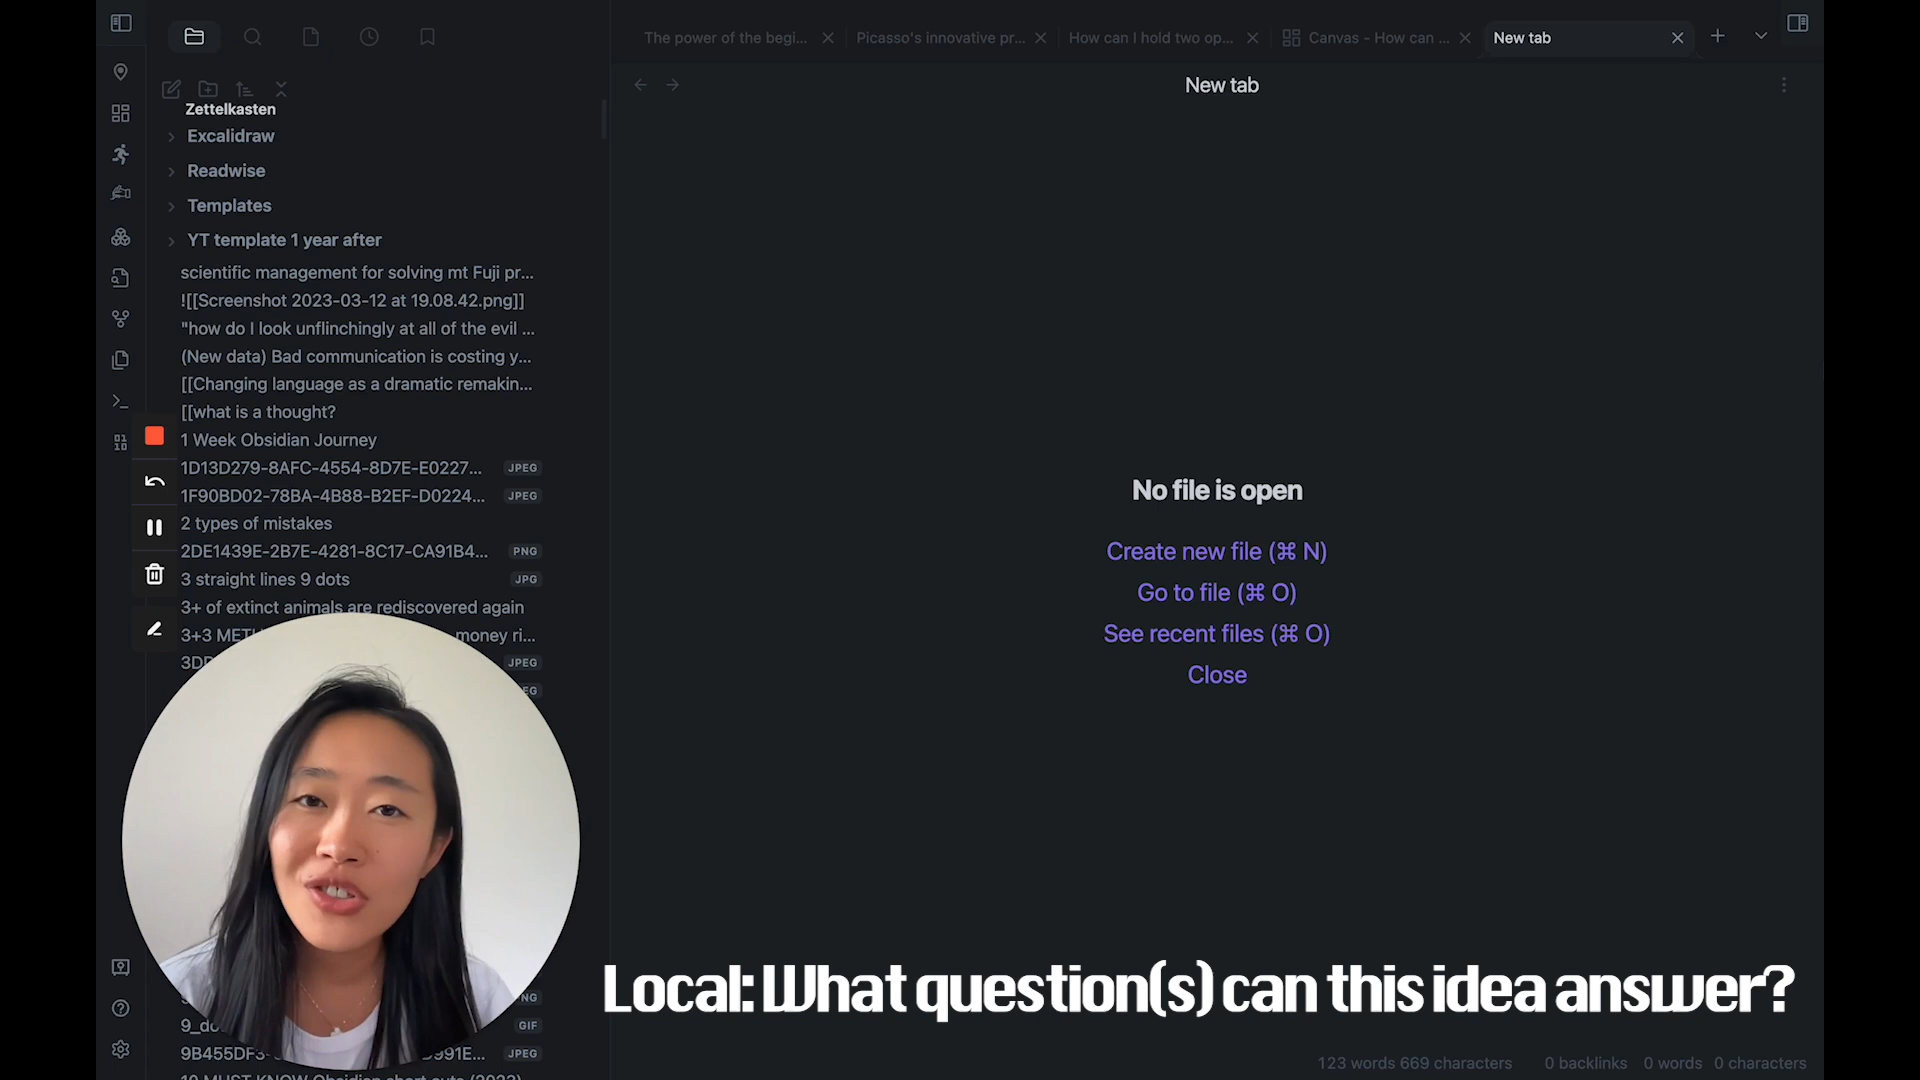 The power of the begi...
Picasso's innovative pr...
How can I hold two op...
Canvas - How can ...
New tab
New tab
Zettelkasten
Excalidraw
Readwise
Templates
YT template 1 year after
scientific management for solving mt Fuji pr...
![[Screenshot 2023-03-12 at 19.08.42.png]]
"how do I look unflinchingly at all of the evil ...
(New data) Bad communication is costing y...
[[Changing language as a dramatic remakin...
[[what is a thought?
1 Week Obsidian Journey
1D13D279-8AFC-4554-8D7E-E0227... JPEG
1F90BD02-78BA-4B88-B2EF-D0224... JPEG
2 types of mistakes
2DE1439E-2B7E-4281-8C17-CA91B4... PNG
3 straight lines 9 dots JPG
3+ of extinct animals are rediscovered again
3+3 money ri...
JPEG
GIF
JPEG
No file is open
Create new file (⌘ N)
Go to file (⌘ O)
See recent files (⌘ O)
Close
Local: What question(s) can this idea answer?
123 words 669 characters
0 backlinks
0 words
0 characters